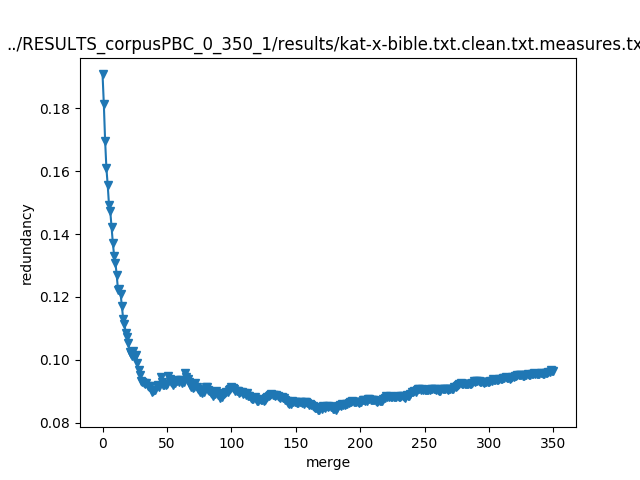 ../RESULTS_corpusPBC_0_350_1/results/kat-x-bible.txt.clean.txt.measures.tx
0.18
0.16
0.14
0.12
0.10
0.08
redundancy
0 50 100 150 200 250 300 350
merge